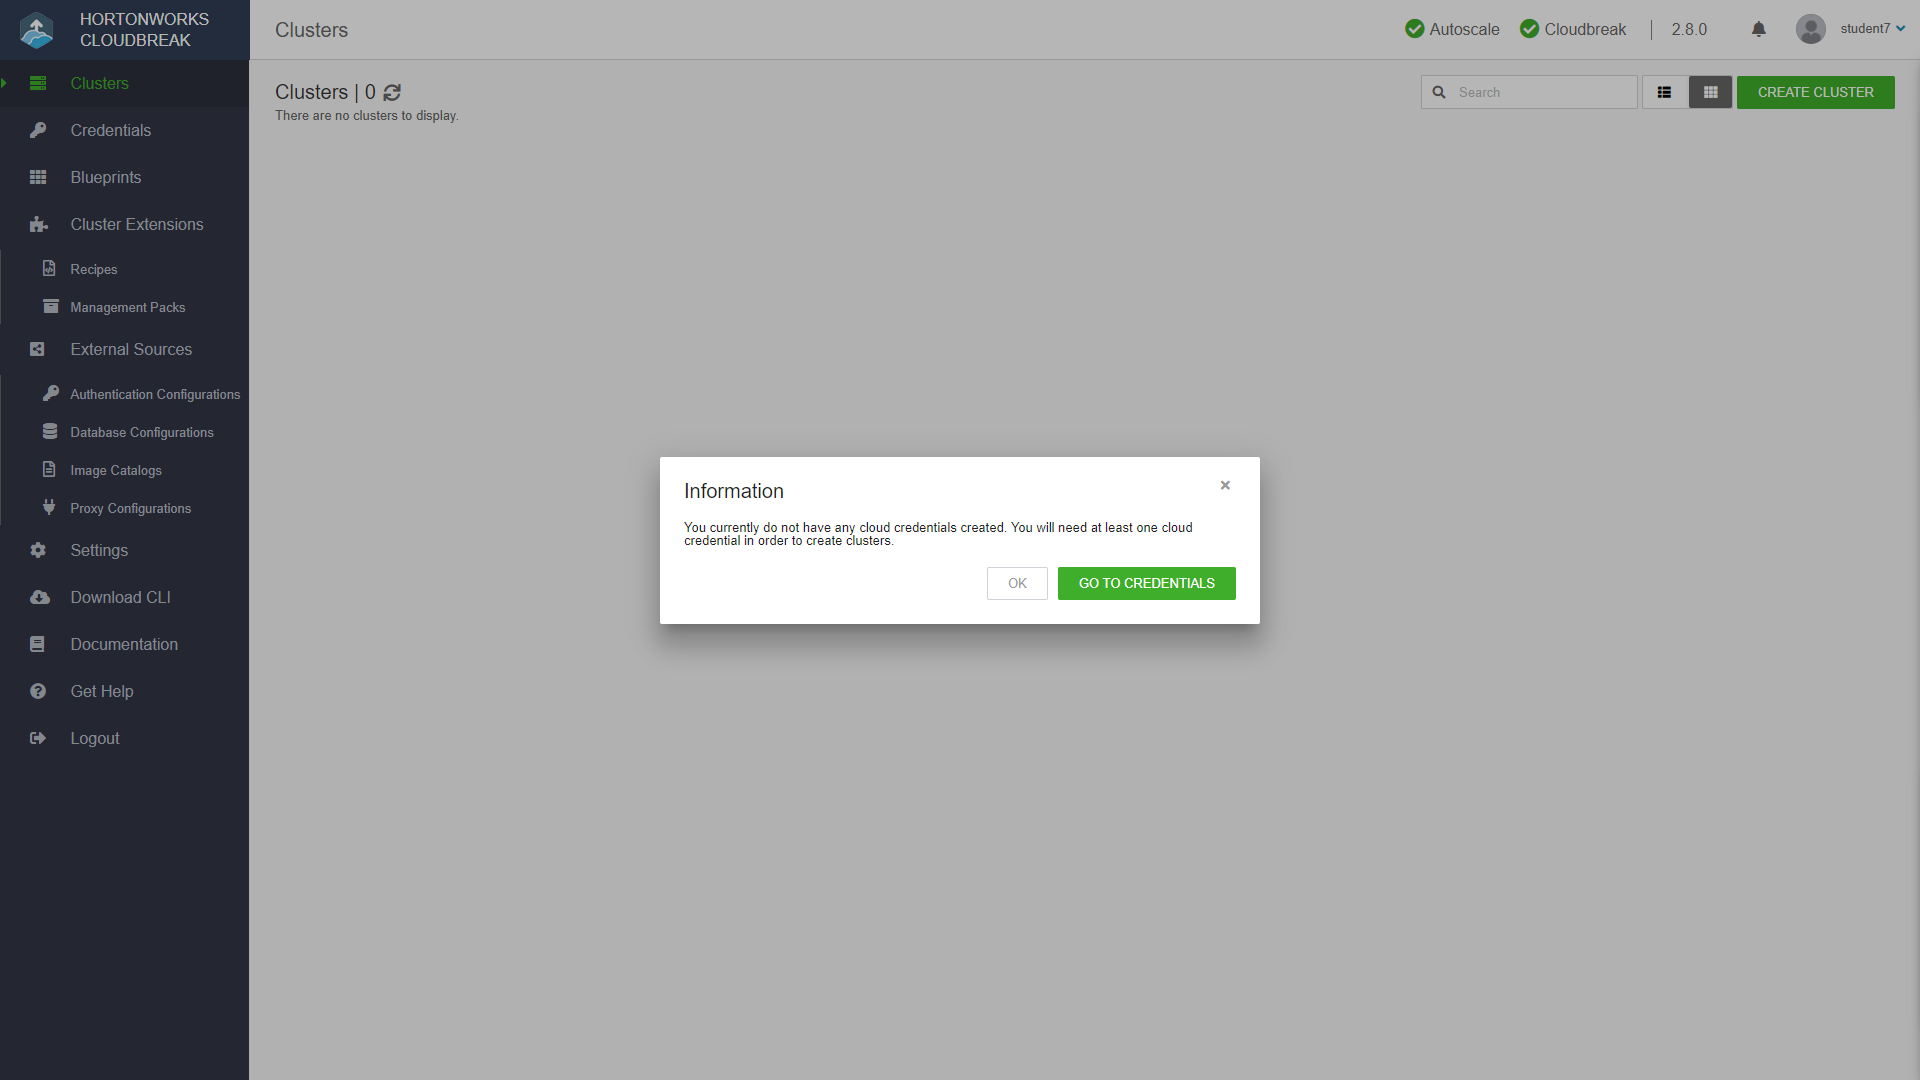 HORTONWORKS
CLOUDBREAK
Clusters
Autoscale
Cloudbreak
2.8.0
student7
Clusters
Credentials
Blueprints
Cluster Extensions
Recipes
Management Packs
External Sources
Authentication Configurations
Database Configurations
Image Catalogs
Proxy Configurations
Settings
Download CLI
Documentation
Get Help
Logout
Clusters | 0
There are no clusters to display.
Search
CREATE CLUSTER
Information
×
You currently do not have any cloud credentials created. You will need at least one cloud
credential in order to create clusters.
OK
GO TO CREDENTIALS